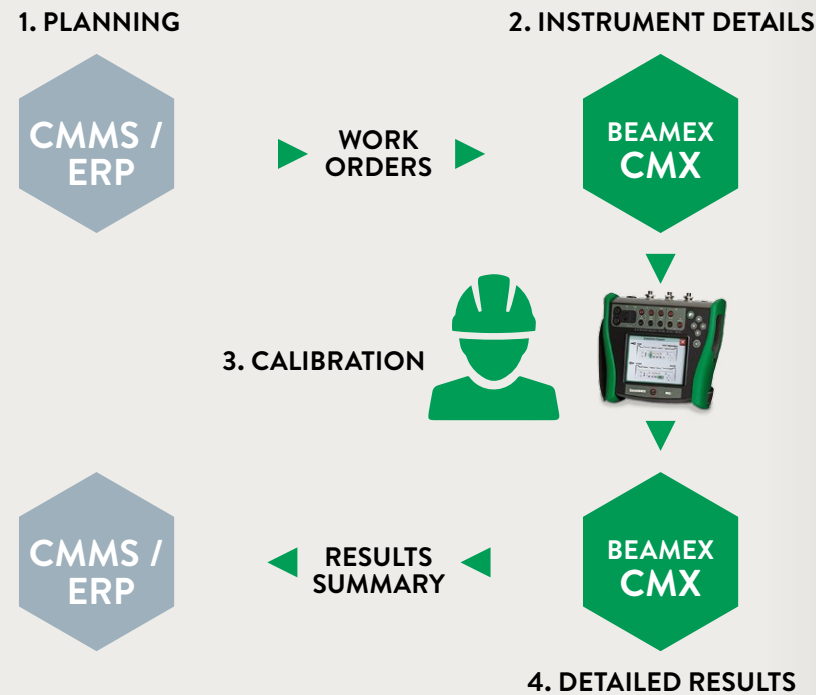 1. PLANNING
2. INSTRUMENT DETAILS
CMMS /
ERP
WORK
ORDERS
BEAMEX
CMX
3. CALIBRATION
CMMS /
ERP
RESULTS
SUMMARY
BEAMEX
CMX
4. DETAILED RESULTS